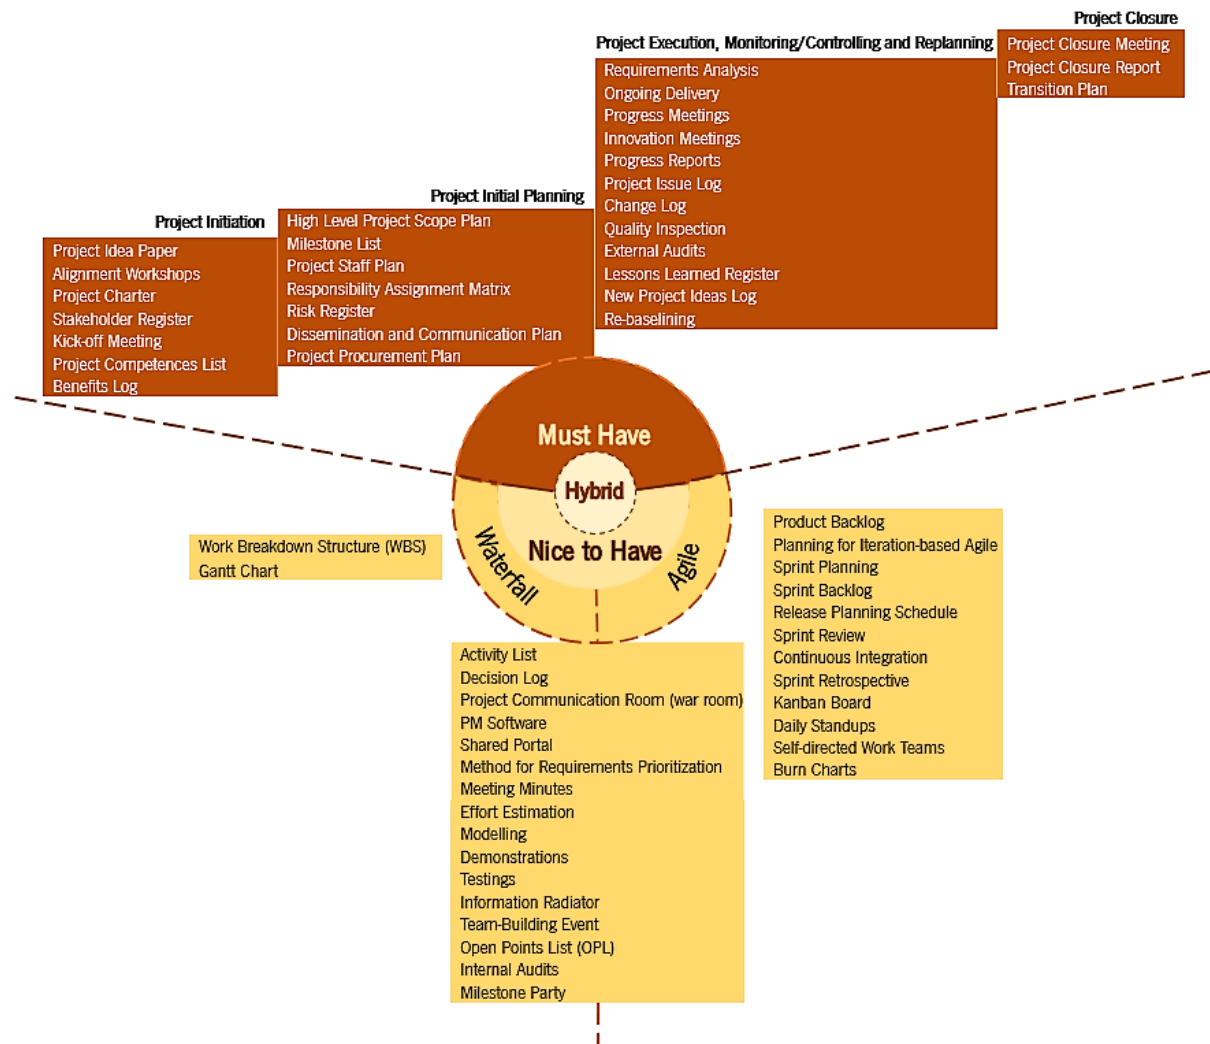 Project Closure
Project Closure Meeting
Project Closure Report
Transition Plan
Project Execution, Monitoring/Controlling and Replanning
Requirements Analysis
Ongoing Delivery
Progress Meetings
Innovation Meetings
Progress Reports
Project Issue Log
Change Log
Quality Inspection
External Audits
Lessons Learned Register
New Project Ideas Log
Re-baselining
Project Initial Planning
High Level Project Scope Plan
Milestone List
Project Staff Plan
Responsibility Assignment Matrix
Risk Register
Dissemination and Communication Plan
Project Procurement Plan
Project Initiation
Project Idea Paper
Alignment Workshops
Project Charter
Stakeholder Register
Kick-off Meeting
Project Competences List
Benefits Log
Must Have
Hybrid
Nice to Have
Waterfall
Agile
Work Breakdown Structure (WBS)
Gantt Chart
Product Backlog
Planning for Iteration-based Agile
Sprint Planning
Sprint Backlog
Release Planning Schedule
Sprint Review
Continuous Integration
Sprint Retrospective
Kanban Board
Daily Standups
Self-directed Work Teams
Burn Charts
Activity List
Decision Log
Project Communication Room (war room)
PM Software
Shared Portal
Method for Requirements Prioritization
Meeting Minutes
Effort Estimation
Modelling
Demonstrations
Testings
Information Radiator
Team-Building Event
Open Points List (OPL)
Internal Audits
Milestone Party